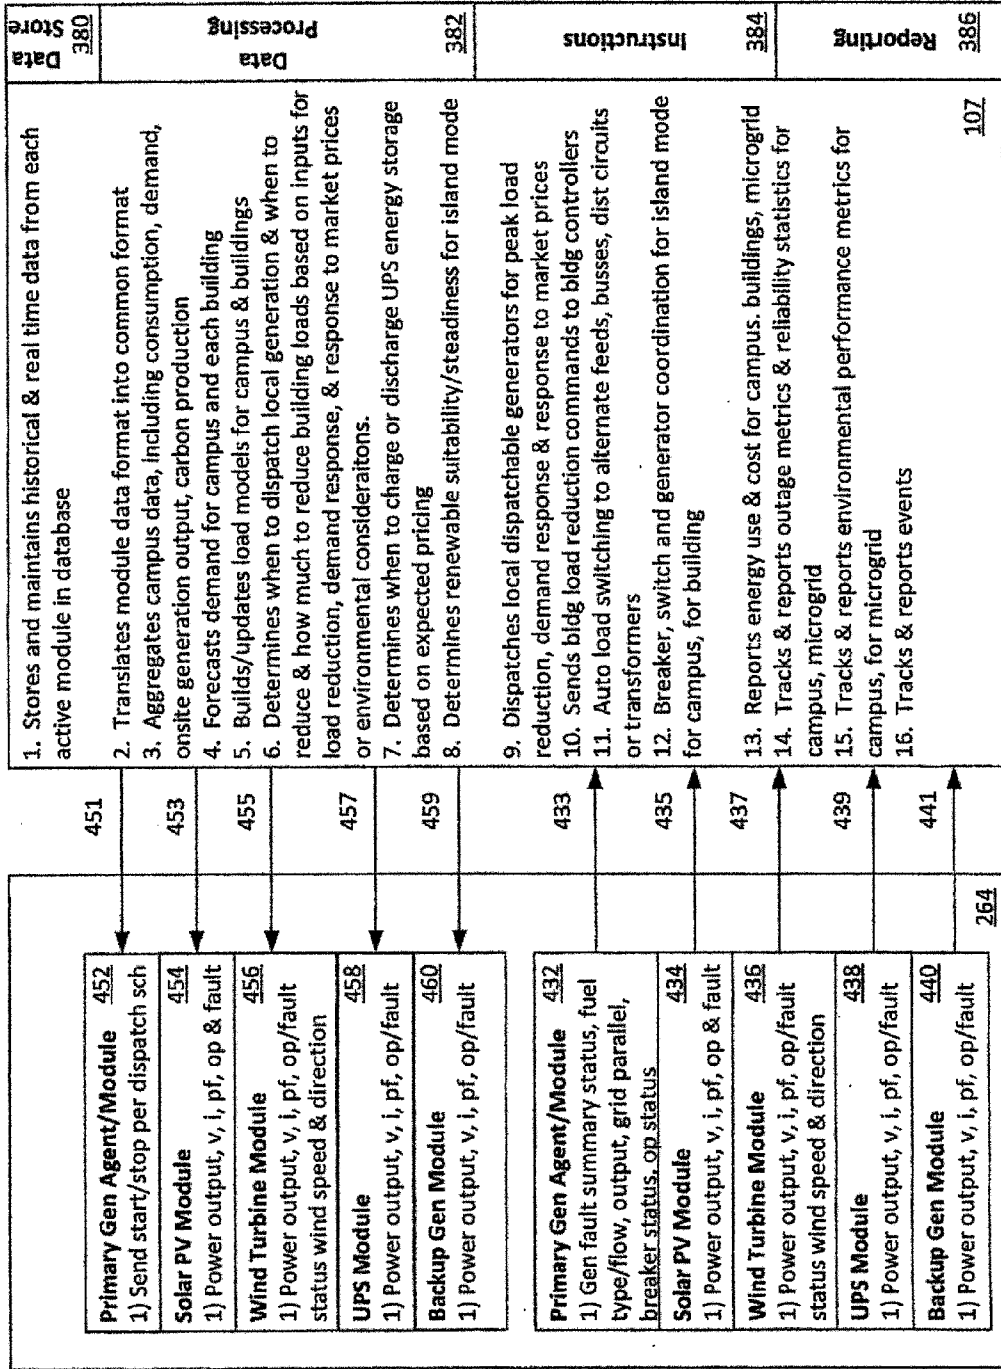 Primary Gen Agent/Module 452
1) Send start/stop per dispatch sch
Solar PV Module 454
1) Power output, v, i, pf, op & fault
Wind Turbine Module 456
1) Power output, v, i, pf, op/fault
status wind speed & direction
UPS Module 458
1) Power output, v, i, pf, op/fault
Backup Gen Module 460
1) Power output, v, i, pf, op/fault
Primary Gen Agent/Module 432
1) Gen fault summary status, fuel
type/flow, output, grid parallel,
breaker status, op status
Solar PV Module 434
1) Power output, v, i, pf, op & fault
Wind Turbine Module 436
1) Power output, v, i, pf, op/fault
status wind speed & direction
UPS Module 438
1) Power output, v, i, pf, op/fault
Backup Gen Module 440
1) Power output, v, i, pf, op/fault
264
451
453
455
457
459
433
435
437
439
441
1. Stores and maintains historical & real time data from each
active module in database
2. Translates module data format into common format
3. Aggregates campus data, including consumption, demand,
onsite generation output, carbon production
4. Forecasts demand for campus and each building
5. Builds/updates load models for campus & buildings
6. Determines when to dispatch local generation & when to
reduce & how much to reduce building loads based on inputs for
load reduction, demand response, & response to market prices
or environmental consideraitons.
7. Determines when to charge or discharge UPS energy storage
based on expected pricing
8. Determines renewable suitability/steadiness for island mode
9. Dispatches local dispatchable generators for peak load
reduction, demand response & response to market prices
10. Sends bldg load reduction commands to bldg controllers
11. Auto load switching to alternate feeds, busses, dist circuits
or transformers
12. Breaker, switch and generator coordination for island mode
for campus, for building
13. Reports energy use & cost for campus. buildings, microgrid
14. Tracks & reports outage metrics & reliability statistics for
campus, microgrid
15. Tracks & reports environmental performance metrics for
campus, for microgrid
16. Tracks & reports events
107
Data
Store
380
Data
Processing
382
Instructions
384
Reporting
386